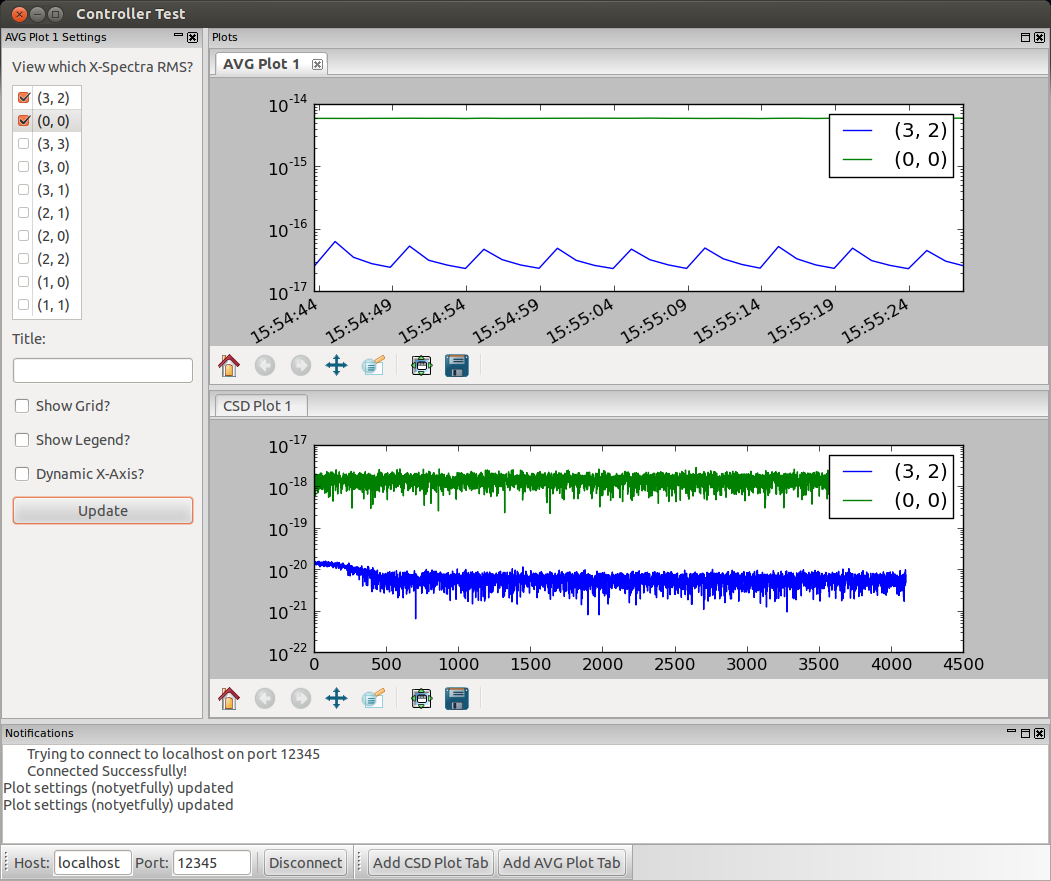 Controller Test
AVG Plot 1 Settings
View which X-Spectra RMS?
(3, 2)
(0, 0)
(3, 3)
(3, 0)
(3, 1)
(2, 1)
(2, 0)
(2, 2)
(1, 0)
(1, 1)
Title:
Show Grid?
Show Legend?
Dynamic X-Axis?
Update
Plots
AVG Plot 1
10^-14
10^-15
10^-16
10^-17
(3, 2)
(0, 0)
15:54:44 15:54:49 15:54:54 15:54:59 15:55:04 15:55:09 15:55:14 15:55:19 15:55:24
CSD Plot 1
10^-17
10^-18
10^-19
10^-20
10^-21
10^-22
(3, 2)
(0, 0)
0 500 1000 1500 2000 2500 3000 3500 4000 4500
Notifications
Trying to connect to localhost on port 12345
Connected Successfully!
Plot settings (notyetfully) updated
Plot settings (notyetfully) updated
Host: localhost Port: 12345 Disconnect Add CSD Plot Tab Add AVG Plot Tab